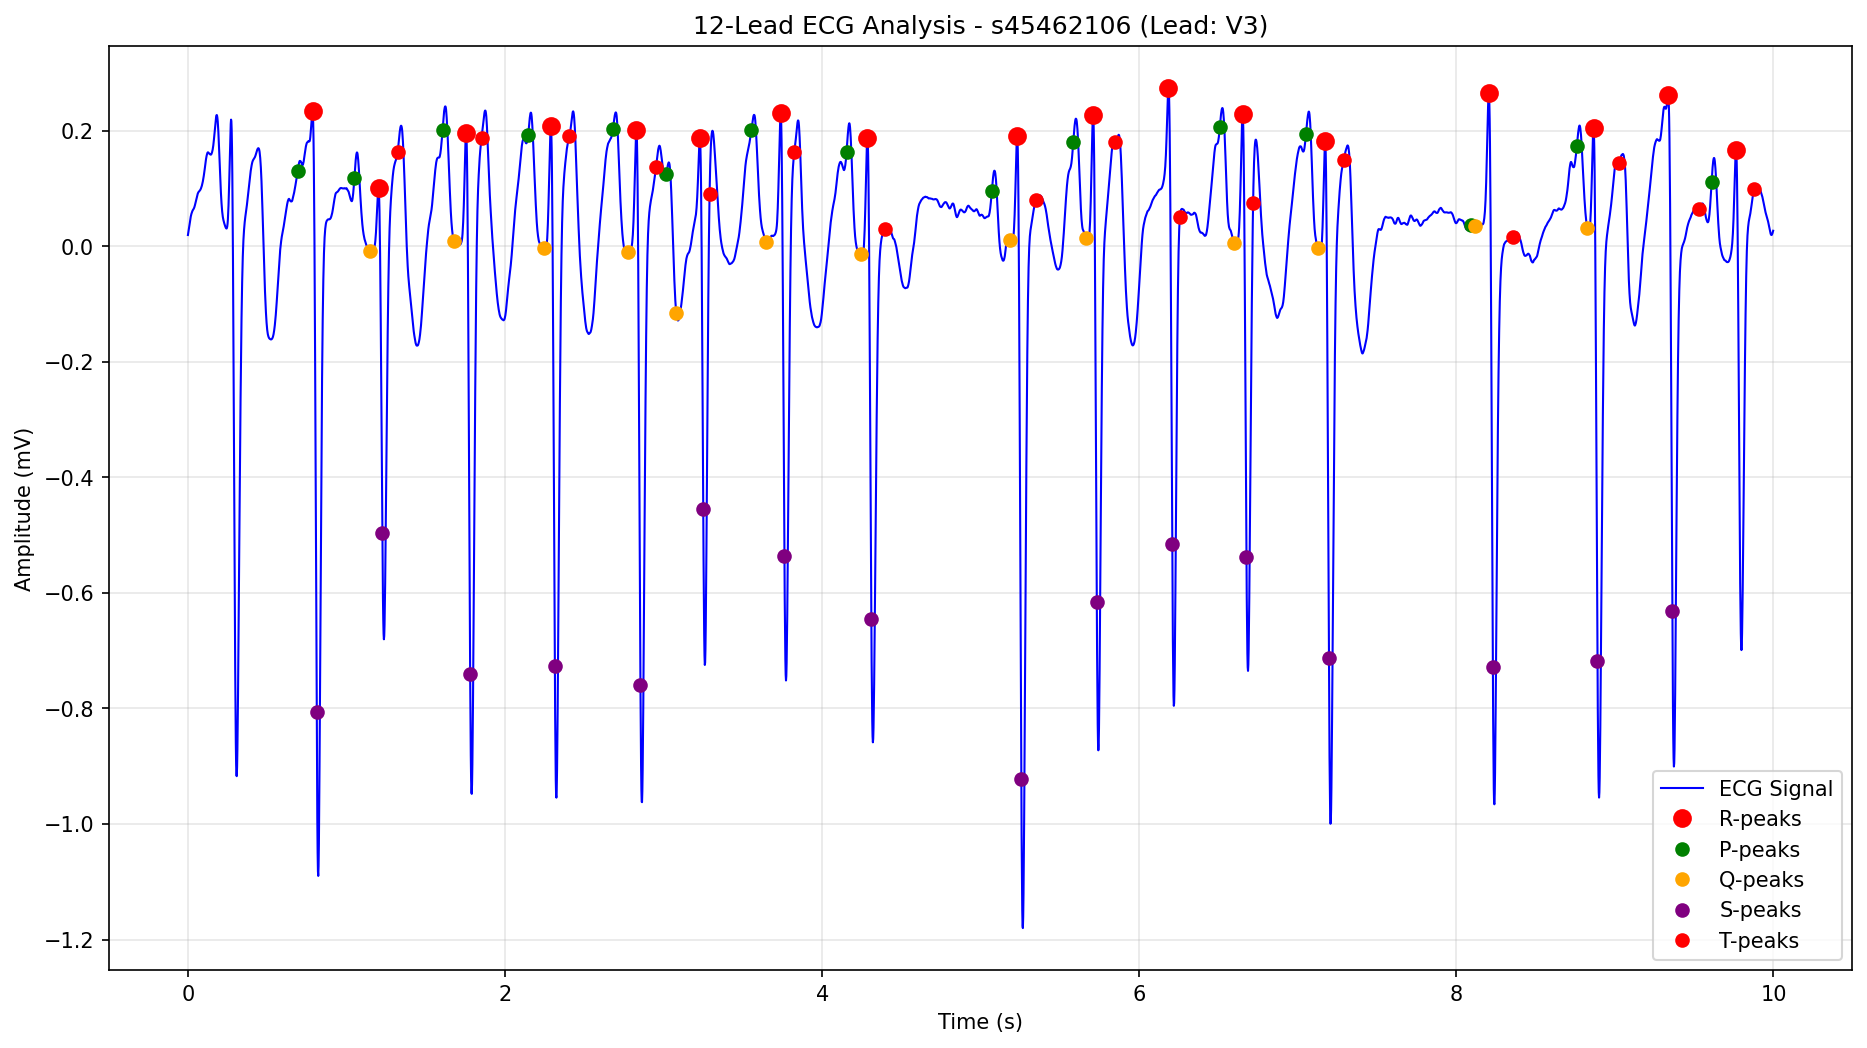 12-Lead ECG Analysis - s45462106 (Lead: V3)
Amplitude (mV)
0.2
0.0
−0.2
−0.4
−0.6
−0.8
−1.0
−1.2
ECG Signal
R-peaks
P-peaks
Q-peaks
S-peaks
T-peaks
0 2 4 6 8 10
Time (s)